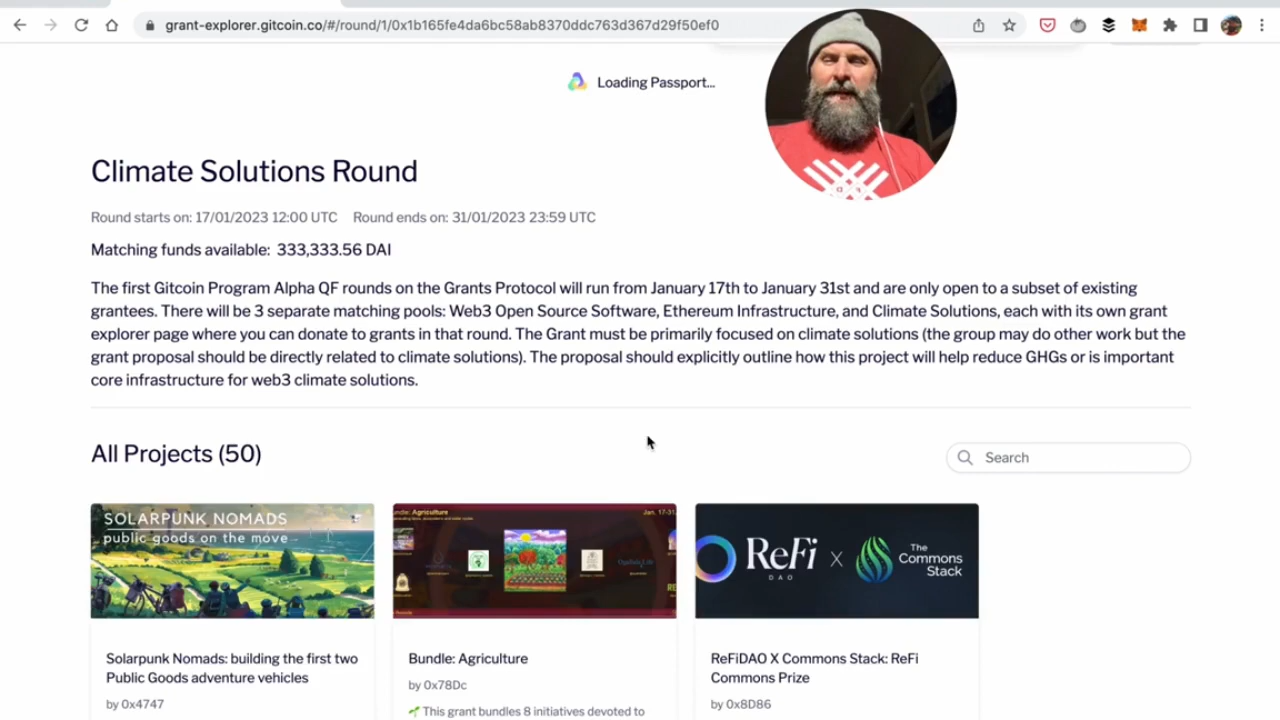 grant-explorer.gitcoin.co/#/round/1/0x1b165fe4da6bc58ab8370ddc763d367d29f50ef0
Loading Passport...
Climate Solutions Round
Round starts on: 17/01/2023 12:00 UTC Round ends on: 31/01/2023 23:59 UTC
Matching funds available: 333,333.56 DAI
The first Gitcoin Program Alpha QF rounds on the Grants Protocol will run from January 17th to January 31st and are only open to a subset of existing
grantees. There will be 3 separate matching pools: Web3 Open Source Software, Ethereum Infrastructure, and Climate Solutions, each with its own grant
explorer page where you can donate to grants in that round. The Grant must be primarily focused on climate solutions (the group may do other work but the
grant proposal should be directly related to climate solutions). The proposal should explicitly outline how this project will help reduce GHGs or is important
core infrastructure for web3 climate solutions.
All Projects (50)
Search
SOLARPUNK NOMADS
public goods on the move
Bundle: Agriculture
Jan. 17-31
ReFi
DAO
X
The
Commons
Stack
Solarpunk Nomads: building the first two
Public Goods adventure vehicles
by 0x4747
Bundle: Agriculture
by 0x78Dc
This grant bundles 8 initiatives devoted to
ReFiDAO X Commons Stack: ReFi
Commons Prize
by 0x8D86